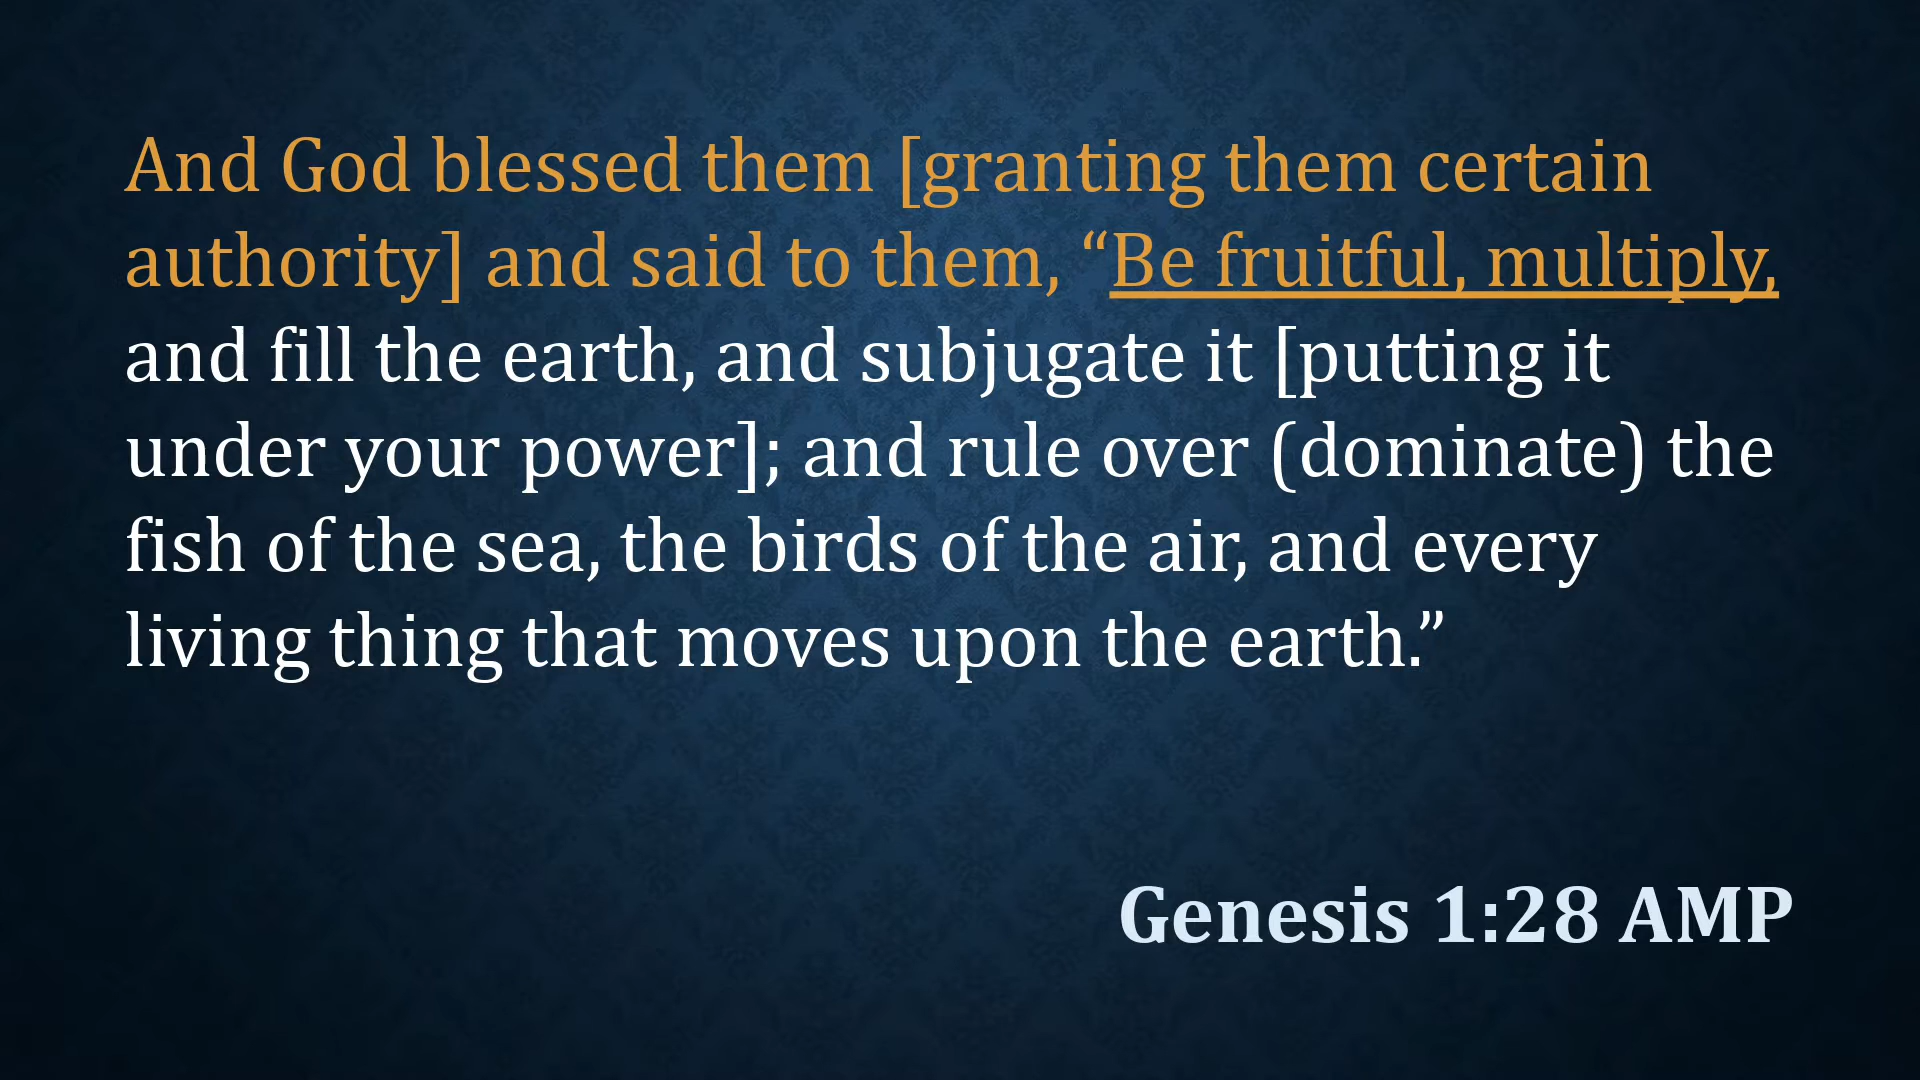 And God blessed them [granting them certain
authority] and said to them, “Be fruitful, multiply,
and fill the earth, and subjugate it [putting it
under your power]; and rule over (dominate) the
fish of the sea, the birds of the air, and every
living thing that moves upon the earth.”
Genesis 1:28 AMP